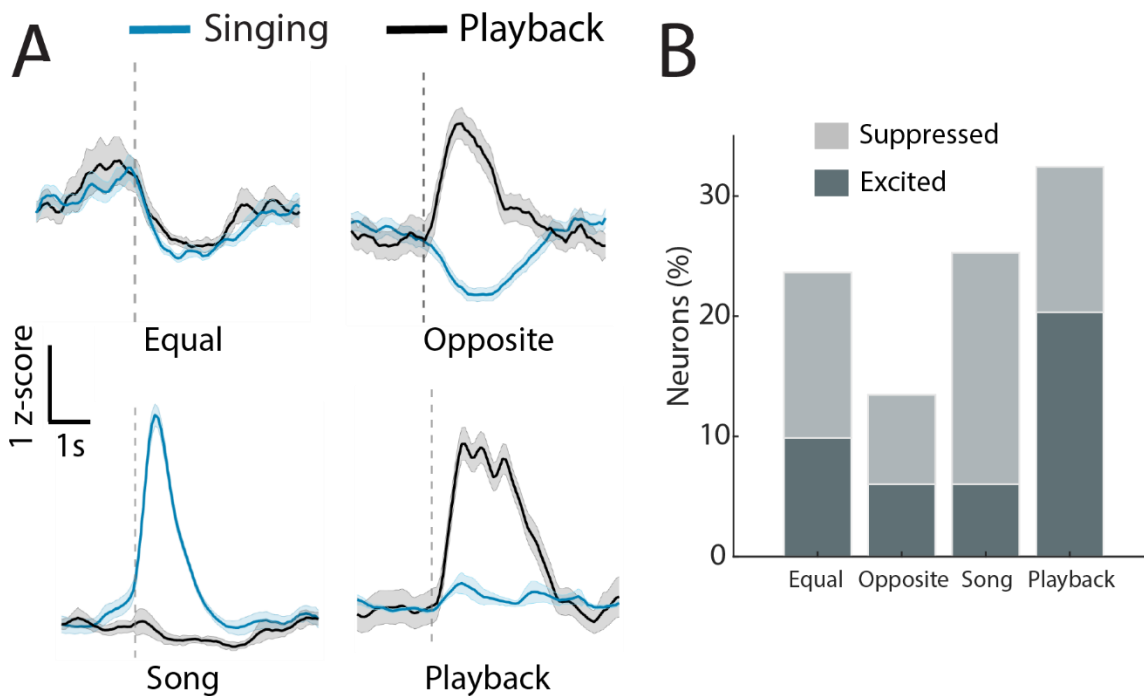 A
Singing
Playback
Equal
Opposite
1 z-score
1s
Song
Playback
B
Suppressed
Excited
Neurons (%)
30
20
10
0
Equal Opposite Song Playback